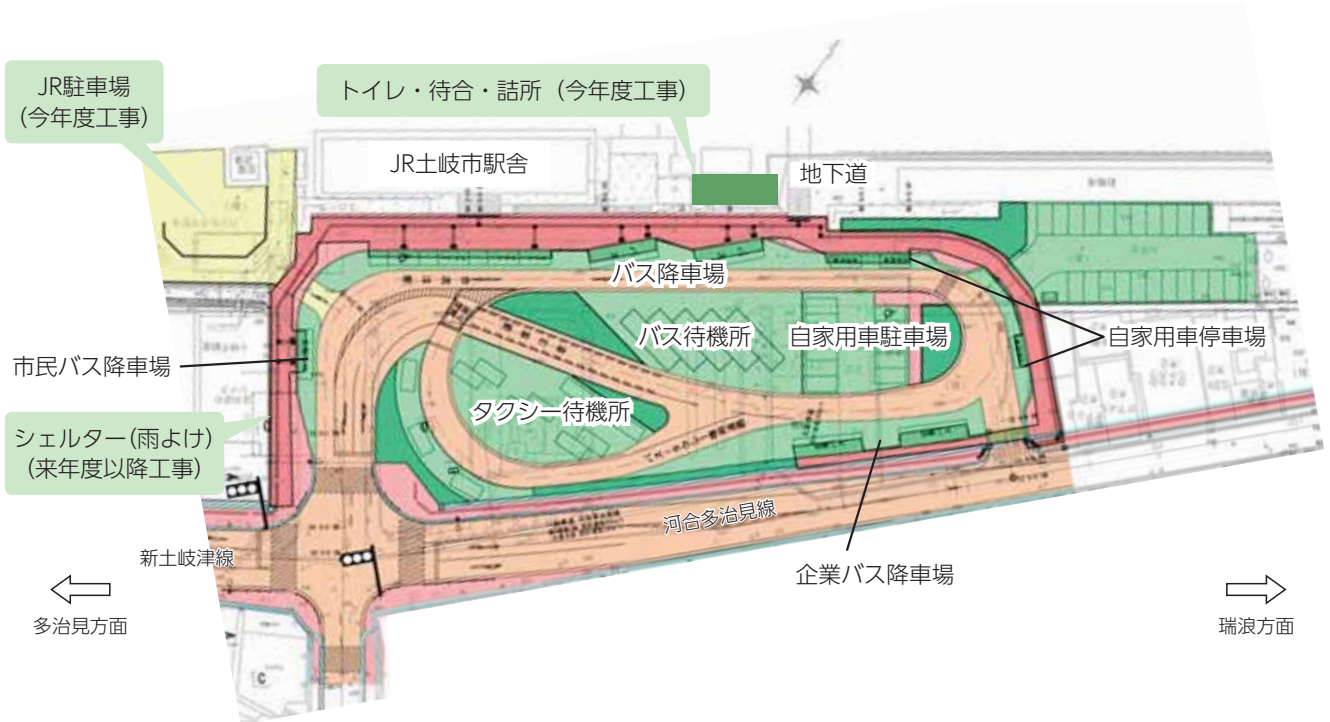 JR駐車場
(今年度工事)
トイレ・待合・詰所（今年度工事）
JR土岐市駅舎
地下道
バス降車場
バス待機所
自家用車駐車場
自家用車停車場
市民バス降車場
タクシー待機所
シェルター(雨よけ)
(来年度以降工事)
河合多治見線
新土岐津線
企業バス降車場
多治見方面
瑞浪方面
C